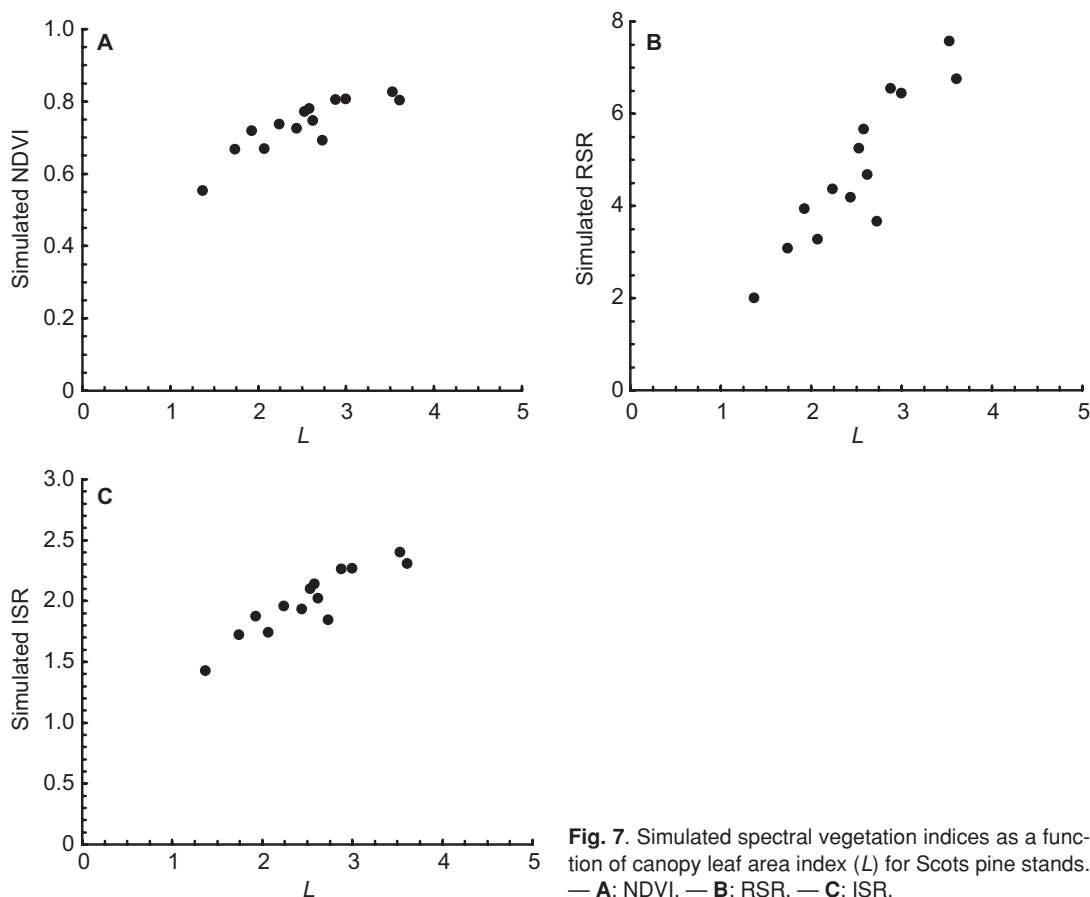 A
1.0
0.8
0.6
0.4
0.2
0
Simulated NDVI
0 1 2 3 4 5
L
B
8
6
4
2
0
Simulated RSR
0 1 2 3 4 5
L
C
3.0
2.5
2.0
1.5
1.0
0.5
0
Simulated ISR
0 1 2 3 4 5
L
Fig. 7. Simulated spectral vegetation indices as a func-
tion of canopy leaf area index (L) for Scots pine stands.
— A: NDVI. — B: RSR. — C: ISR.